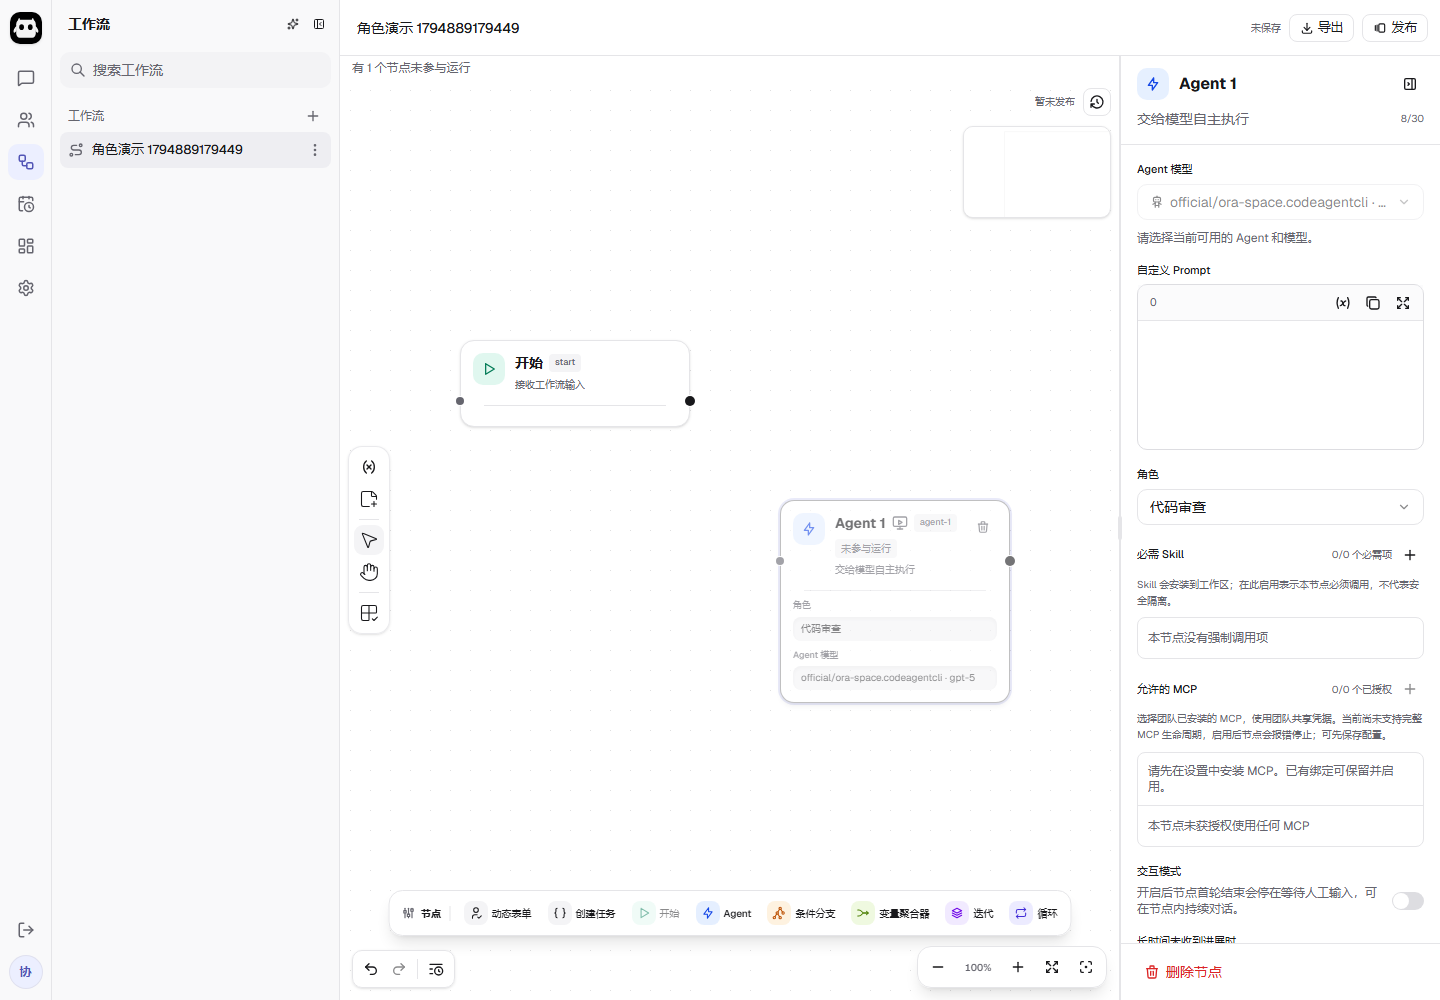 工作流
搜索工作流
工作流
角色演示 1794889179449
协
角色演示 1794889179449
未保存
导出
发布
有 1 个节点未参与运行
暂未发布
开始 start
接收工作流输入
Agent 1 agent-1
未参与运行
交给模型自主执行
角色
代码审查
Agent 模型
official/ora-space.codeagentcli · gpt-5
节点
动态表单
创建任务
开始
Agent
条件分支
变量聚合器
迭代
循环
100%
Agent 1
交给模型自主执行
8/30
Agent 模型
official/ora-space.codeagentcli · ...
请选择当前可用的 Agent 和模型。
自定义 Prompt
0
角色
代码审查
必需 Skill
0/0 个必需项
Skill 会安装到工作区；在此启用表示本节点必须调用，不代表安
全隔离。
本节点没有强制调用项
允许的 MCP
0/0 个已授权
选择团队已安装的 MCP，使用团队共享凭据。当前尚未支持完整
MCP 生命周期，启用后节点会报错停止；可先保存配置。
请先在设置中安装 MCP。已有绑定可保留并启
用。
本节点未获授权使用任何 MCP
交互模式
开启后节点首轮结束会停在等待人工输入，可
在节点内持续对话。
长时间未收到进展时
删除节点